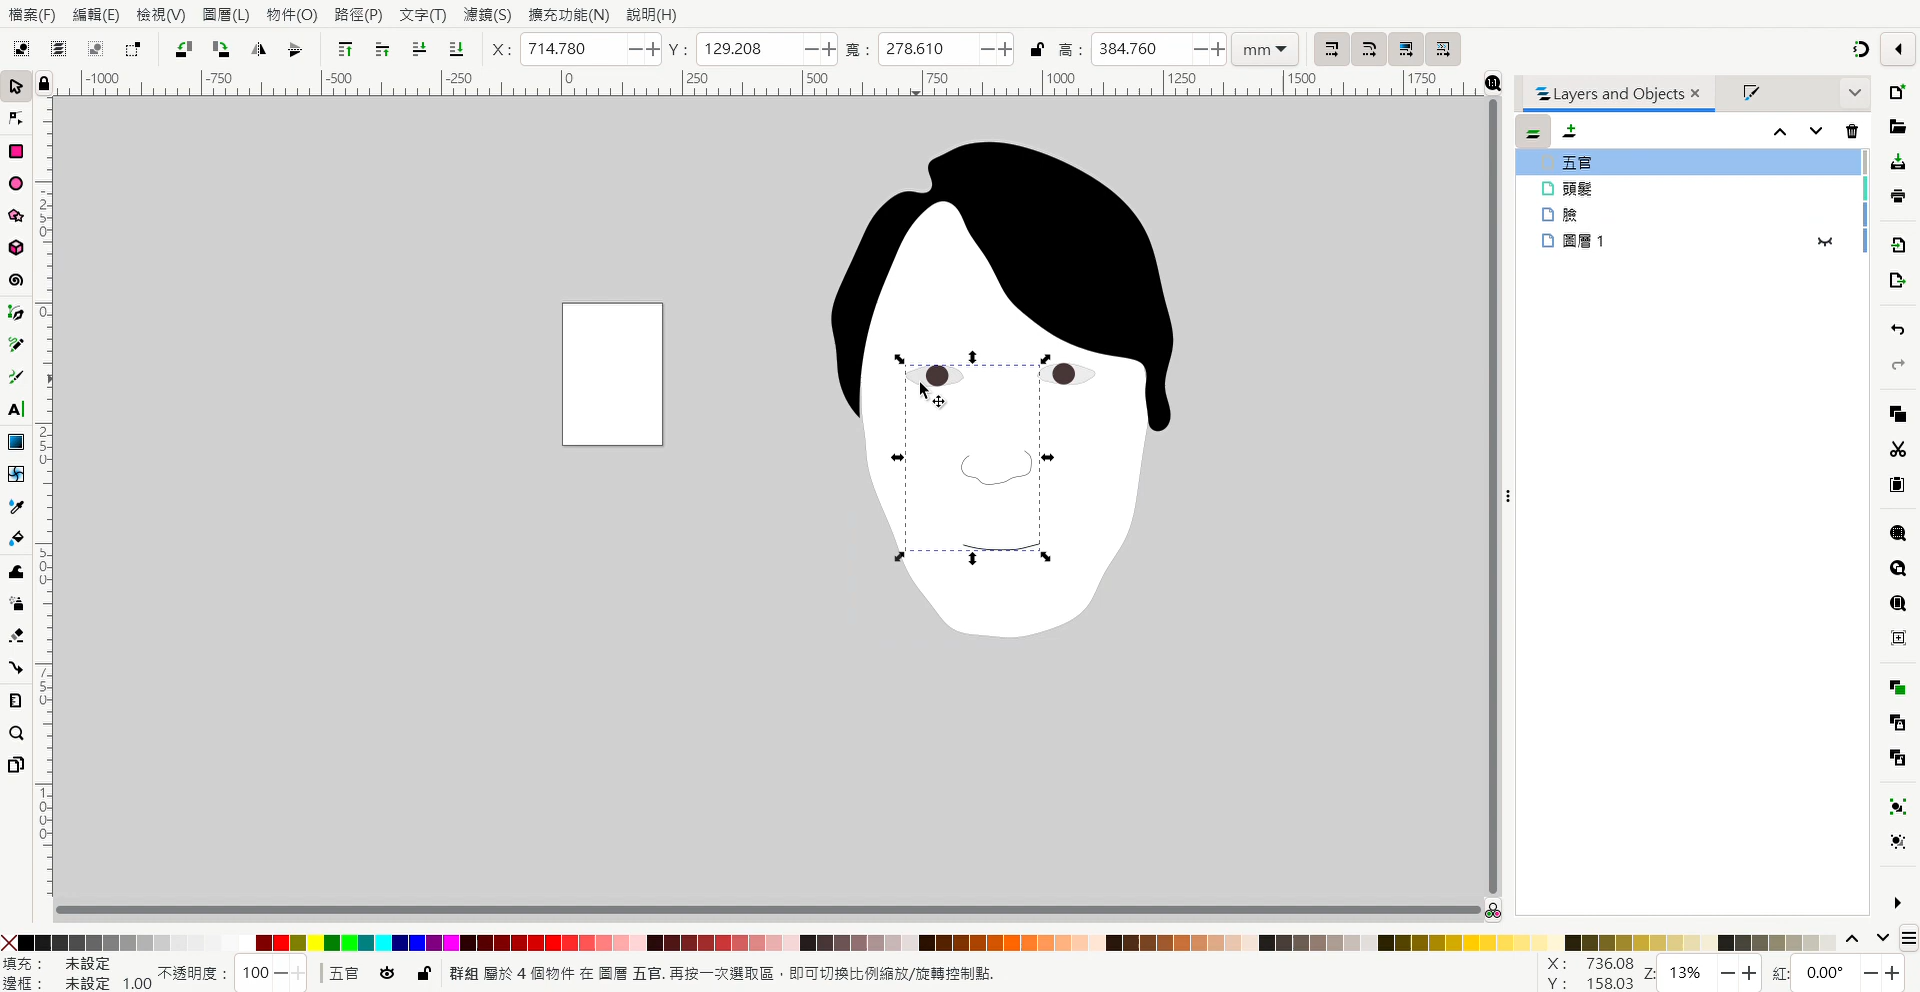 檔案(F) 編輯(E) 檢視(V) 圖層(L) 物件(O) 路徑(P) 文字(T) 濾鏡(S) 擴充功能(N) 說明(H)
X： 714.780 Y： 129.208 寬： 278.610 高： 384.760 mm
-1000 -750 -500 -250 0 250 500 750 1000 1250 1500 1750
Layers and Objects
五官
頭髮
臉
圖層 1
-250
0
250
500
750
1000
填充： 未設定 不透明度： 100 五官 群組 屬於 4 個物件 在 圖層 五官. 再按一次選取區，即可切換比例縮放/旋轉控制點. X： 736.08 Z: 13% 紅: 0.00°
邊框： 未設定 1.00 Y： 158.03